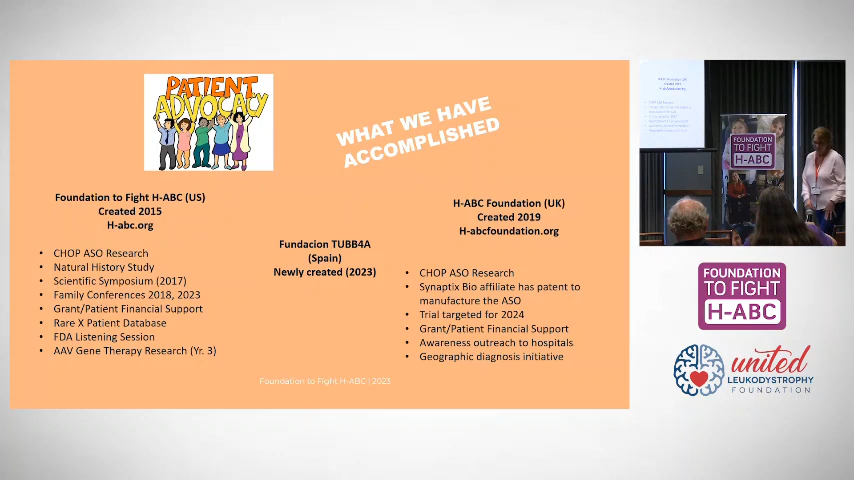 PATIENT
ADVOCACY
WHAT WE HAVE
ACCOMPLISHED
Foundation to Fight H-ABC (US)
Created 2015
H-abc.org
• CHOP ASO Research
• Natural History Study
• Scientific Symposium (2017)
• Family Conferences 2018, 2023
• Grant/Patient Financial Support
• Rare X Patient Database
• FDA Listening Session
• AAV Gene Therapy Research (Yr. 3)
Fundacion TUBB4A
(Spain)
Newly created (2023)
H-ABC Foundation (UK)
Created 2019
H-abcfoundation.org
• CHOP ASO Research
• Synaptix Bio affiliate has patent to
manufacture the ASO
• Trial targeted for 2024
• Grant/Patient Financial Support
• Awareness outreach to hospitals
• Geographic diagnosis initiative
Foundation to Fight H-ABC | 2023
FOUNDATION
TO FIGHT
H-ABC
FOUNDATION
TO FIGHT
H-ABC
united
LEUKODYSTROPHY
FOUNDATION